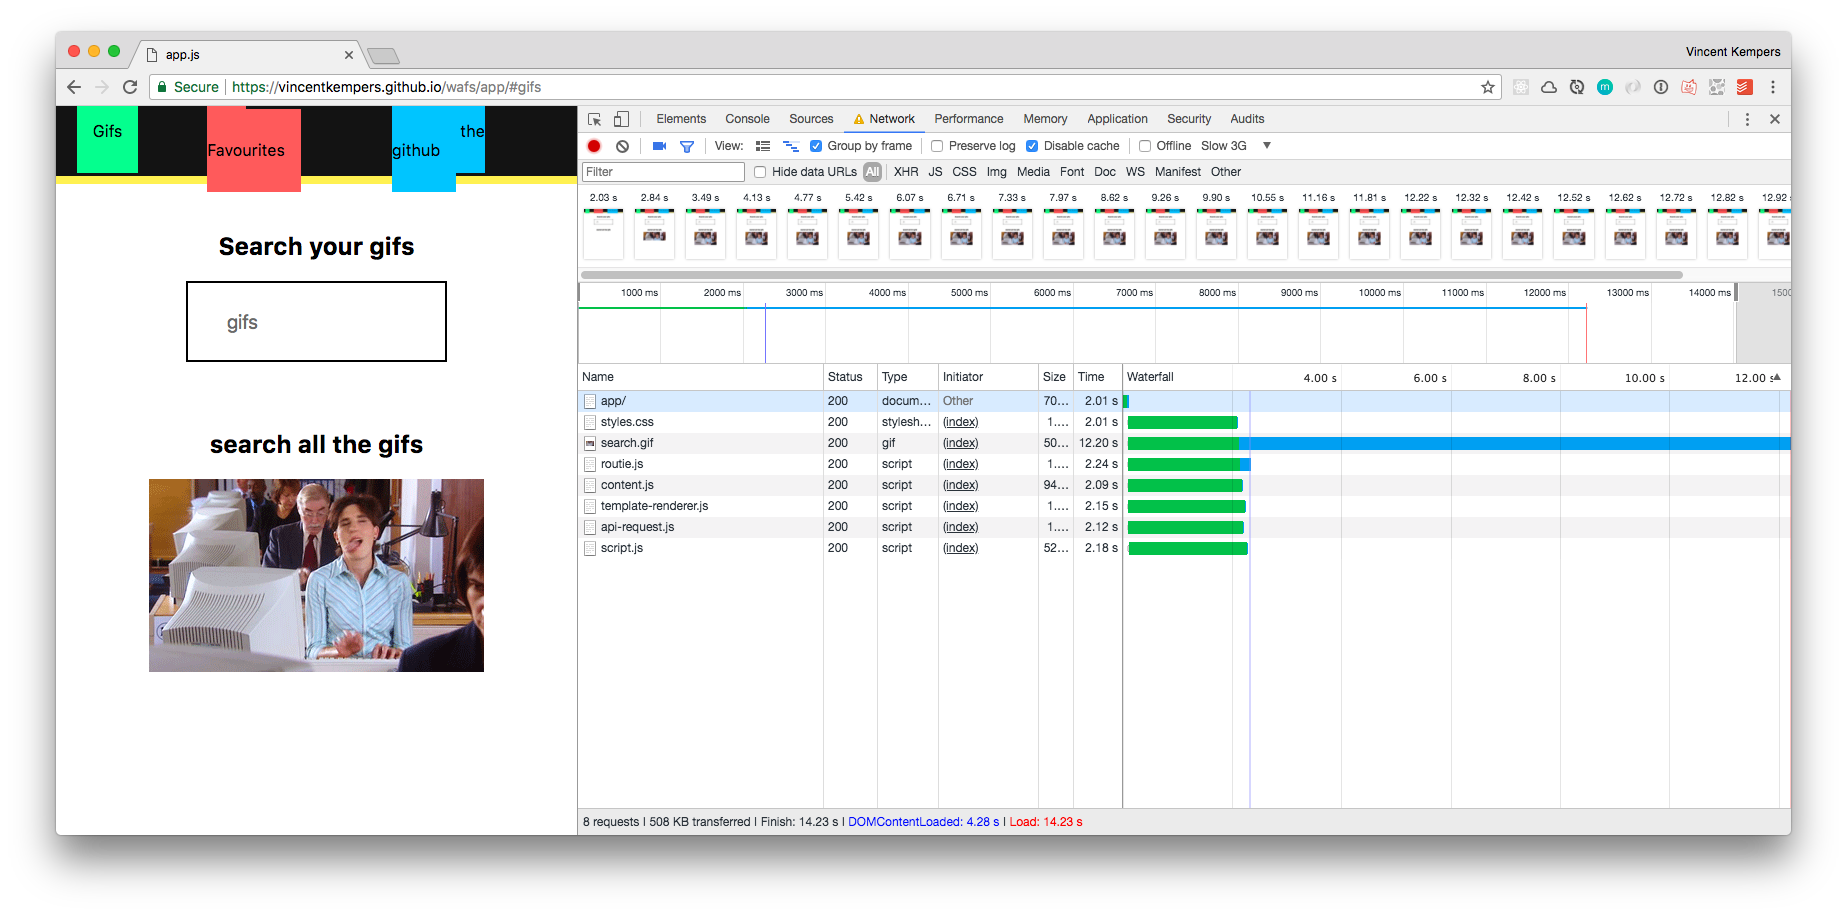 app.js
Vincent Kempers
Secure
https://vincentkempers.github.io/wafs/app/#gifs
Gifs
Favourites
the
github
Search your gifs
gifs
search all the gifs
Elements Console Sources Network Performance Memory Application Security Audits
View: Group by frame Preserve log Disable cache Offline Slow 3G
Filter Hide data URLs All XHR JS CSS Img Media Font Doc WS Manifest Other
2.03 s 2.84 s 3.49 s 4.13 s 4.77 s 5.42 s 6.07 s 6.71 s 7.33 s 7.97 s 8.62 s 9.26 s 9.90 s 10.55 s 11.16 s 11.81 s 12.22 s 12.32 s 12.42 s 12.52 s 12.62 s 12.72 s 12.82 s 12.92
1000 ms 2000 ms 3000 ms 4000 ms 5000 ms 6000 ms 7000 ms 8000 ms 9000 ms 10000 ms 11000 ms 12000 ms 13000 ms 14000 ms 1500
Name Status Type Initiator Size Time Waterfall 4.00 s 6.00 s 8.00 s 10.00 s 12.00 s
app/ 200 docum... Other 70... 2.01 s
styles.css 200 stylesh... (index) 1.... 2.01 s
search.gif 200 gif (index) 50... 12.20 s
routie.js 200 script (index) 1.... 2.24 s
content.js 200 script (index) 94... 2.09 s
template-renderer.js 200 script (index) 1.... 2.15 s
api-request.js 200 script (index) 1.... 2.12 s
script.js 200 script (index) 52... 2.18 s
8 requests | 508 KB transferred | Finish: 14.23 s | DOMContentLoaded: 4.28 s | Load: 14.23 s